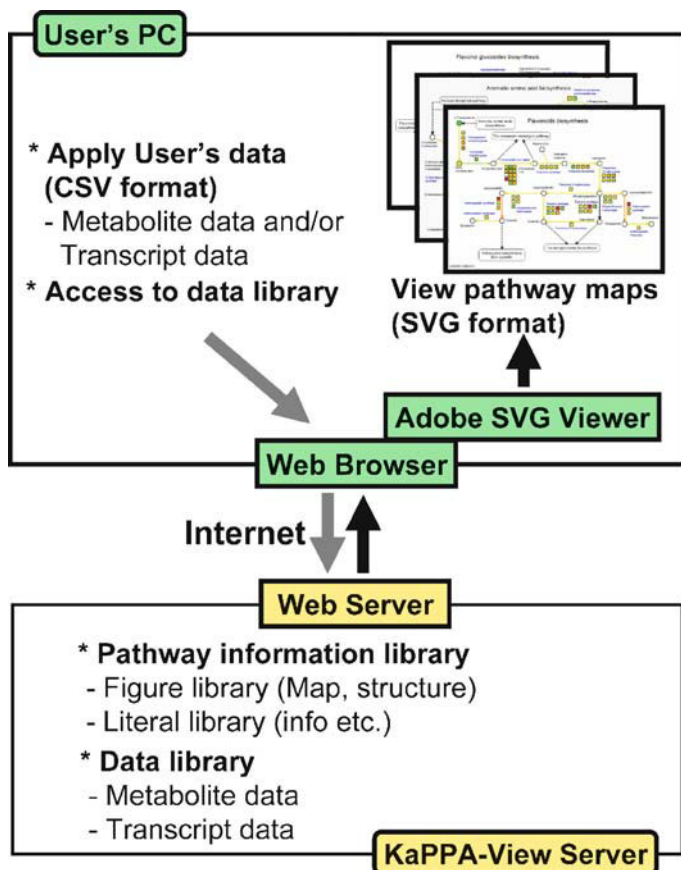 User's PC
Flavone glucosides biosynthesis
Aromatic amino acid biosynthesis
Flavonoids biosynthesis
* Apply User's data
(CSV format)
- Metabolite data and/or
Transcript data
* Access to data library
View pathway maps
(SVG format)
Adobe SVG Viewer
Web Browser
Internet
Web Server
* Pathway information library
- Figure library (Map, structure)
- Literal library (info etc.)
* Data library
- Metabolite data
- Transcript data
KaPPA-View Server